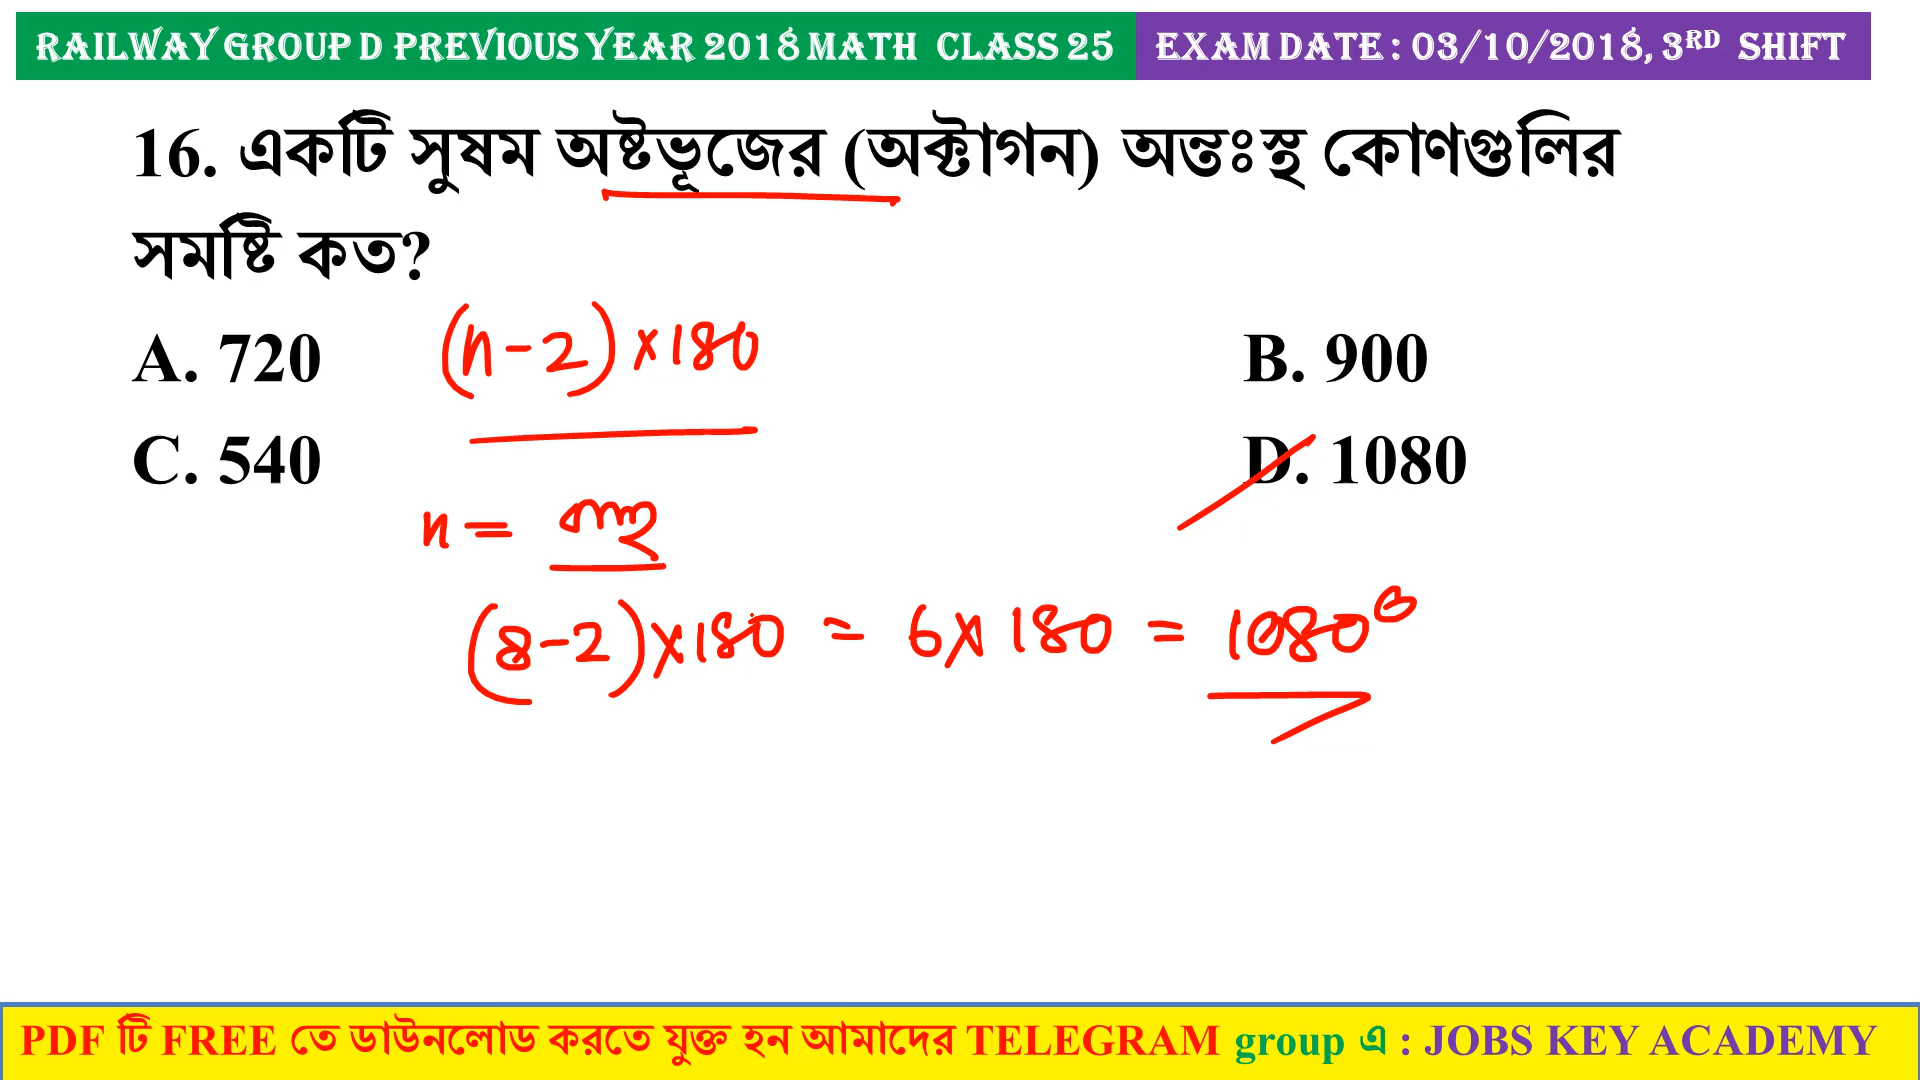 RAILWAY GROUP D PREVIOUS YEAR 2018 MATH CLASS 25 EXAM DATE : 03/10/2018, 3RD SHIFT
16. একটি সুষম অষ্টভূজের (অক্টাগন) অন্তঃস্থ কোণগুলির
সমষ্টি কত?
A. 720
(n-2)×180
B. 900
C. 540
D. 1080
n = বাহু
(8-2)×180 = 6×180 = 1080°
PDF টি FREE তে ডাউনলোড করতে যুক্ত হন আমাদের TELEGRAM group এ : JOBS KEY ACADEMY